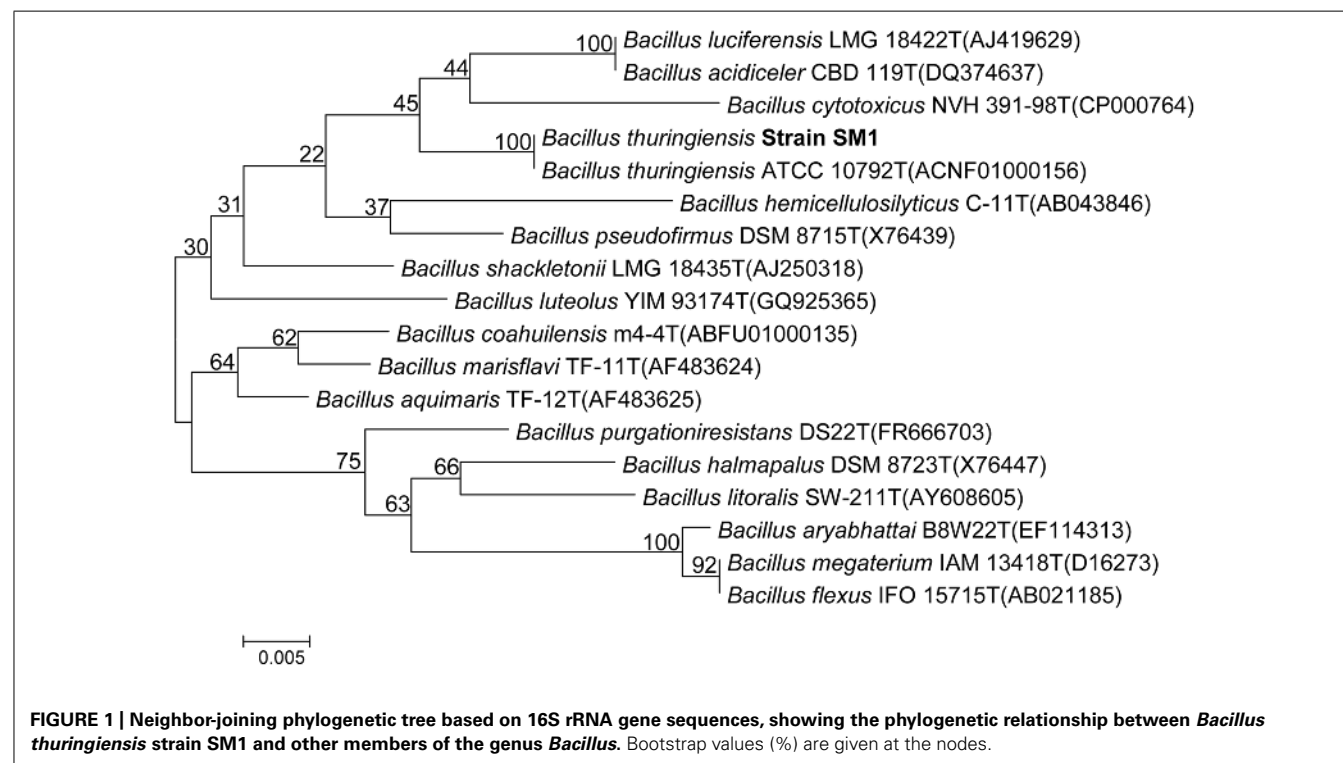 100
Bacillus luciferensis LMG 18422T(AJ419629)
Bacillus acidiceler CBD 119T(DQ374637)
44
Bacillus cytotoxicus NVH 391-98T(CP000764)
45
100
Bacillus thuringiensis Strain SM1
Bacillus thuringiensis ATCC 10792T(ACNF01000156)
22
37
Bacillus hemicellulosilyticus C-11T(AB043846)
Bacillus pseudofirmus DSM 8715T(X76439)
31
Bacillus shackletonii LMG 18435T(AJ250318)
30
Bacillus luteolus YIM 93174T(GQ925365)
62
Bacillus coahuilensis m4-4T(ABFU01000135)
64
Bacillus marisflavi TF-11T(AF483624)
Bacillus aquimaris TF-12T(AF483625)
Bacillus purgationiresistans DS22T(FR666703)
75
66
Bacillus halmapalus DSM 8723T(X76447)
Bacillus litoralis SW-211T(AY608605)
63
Bacillus aryabhattai B8W22T(EF114313)
100
92
Bacillus megaterium IAM 13418T(D16273)
Bacillus flexus IFO 15715T(AB021185)
0.005
FIGURE 1 | Neighbor-joining phylogenetic tree based on 16S rRNA gene sequences, showing the phylogenetic relationship between Bacillus
thuringiensis strain SM1 and other members of the genus Bacillus. Bootstrap values (%) are given at the nodes.